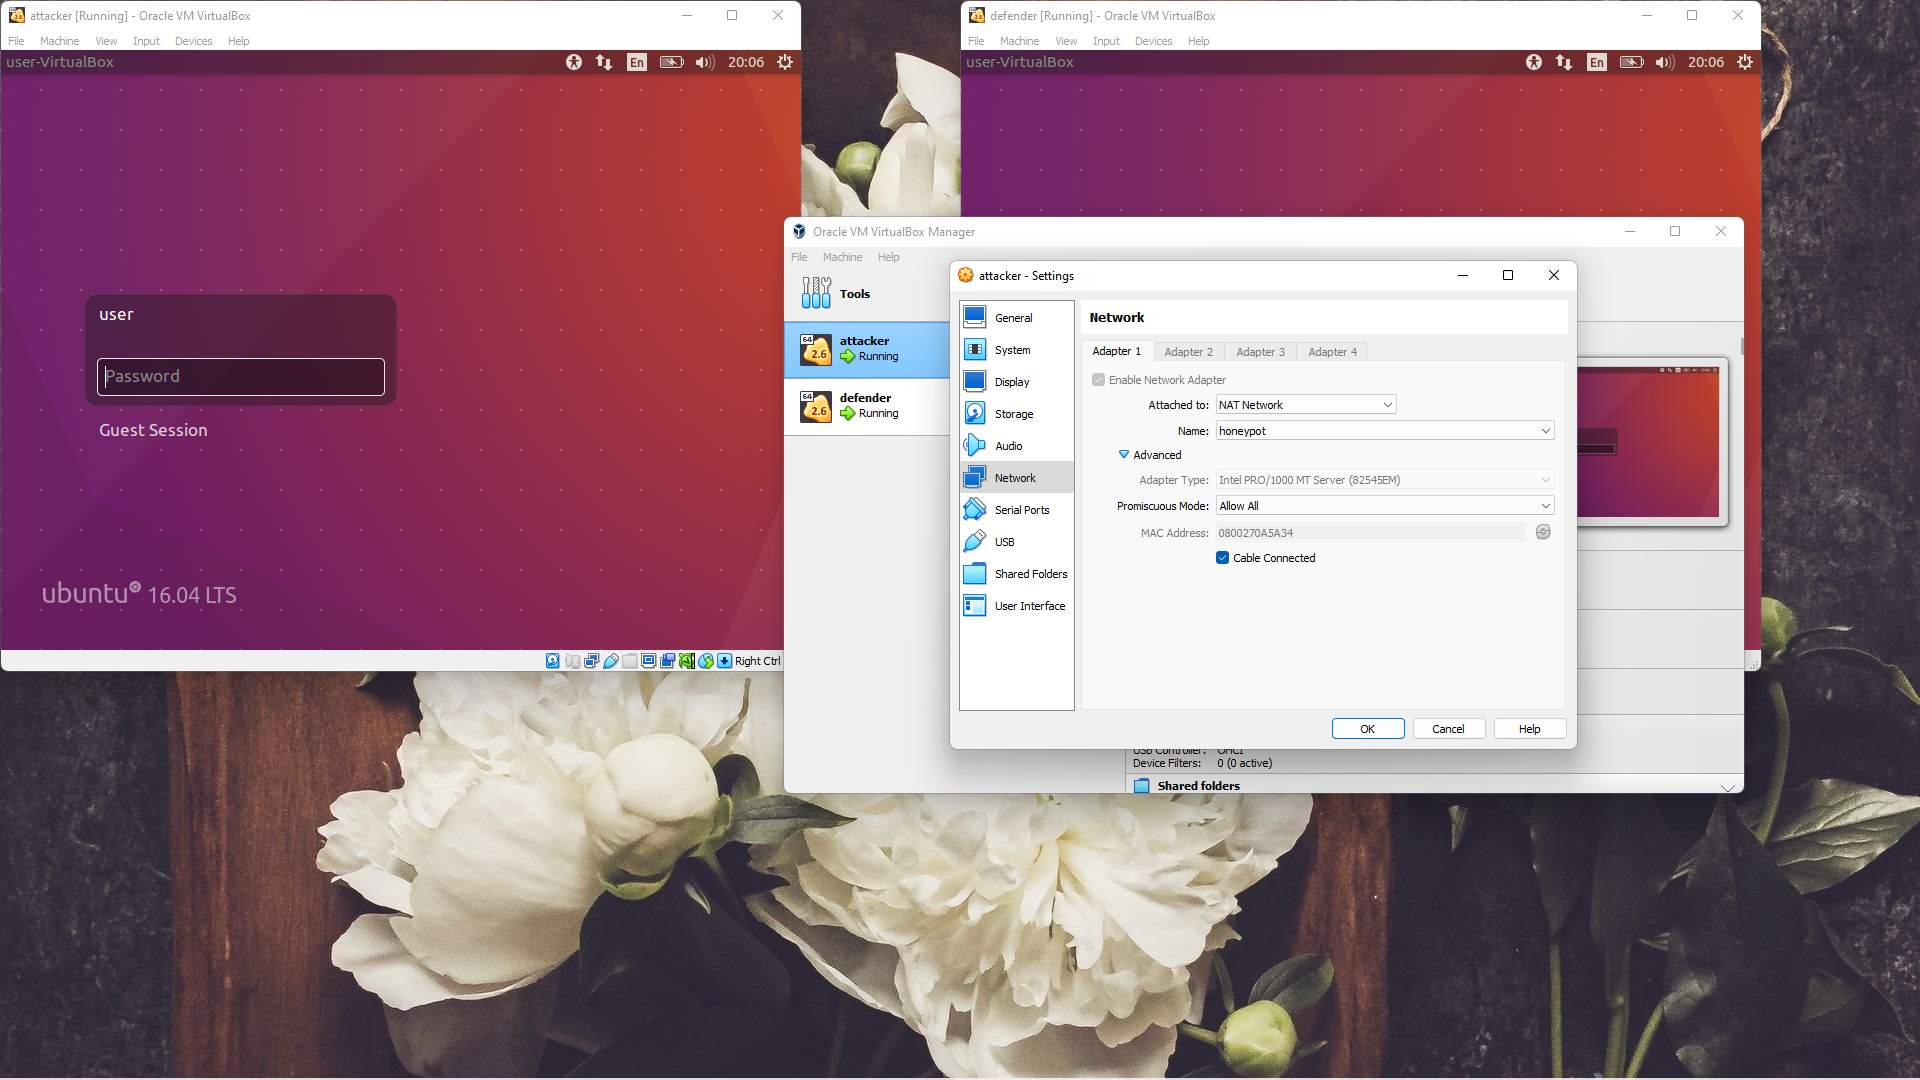 attacker [Running] - Oracle VM VirtualBox
File Machine View Input Devices Help
user-VirtualBox
En
20:06
user
Password
Guest Session
ubuntu® 16.04 LTS
Right Ctrl
defender [Running] - Oracle VM VirtualBox
File Machine View Input Devices Help
user-VirtualBox
En
20:06
Oracle VM VirtualBox Manager
File Machine Help
Tools
64
2.6
attacker
Running
64
2.6
defender
Running
attacker - Settings
General
System
Display
Storage
Audio
Network
Serial Ports
USB
Shared Folders
User Interface
Network
Adapter 1 Adapter 2 Adapter 3 Adapter 4
Enable Network Adapter
Attached to: NAT Network
Name: honeypot
Advanced
Adapter Type: Intel PRO/1000 MT Server (82545EM)
Promiscuous Mode: Allow All
MAC Address: 0800270A5A34
Cable Connected
OK Cancel Help
USB Controller: OHCI
Device Filters: 0 (0 active)
Shared folders